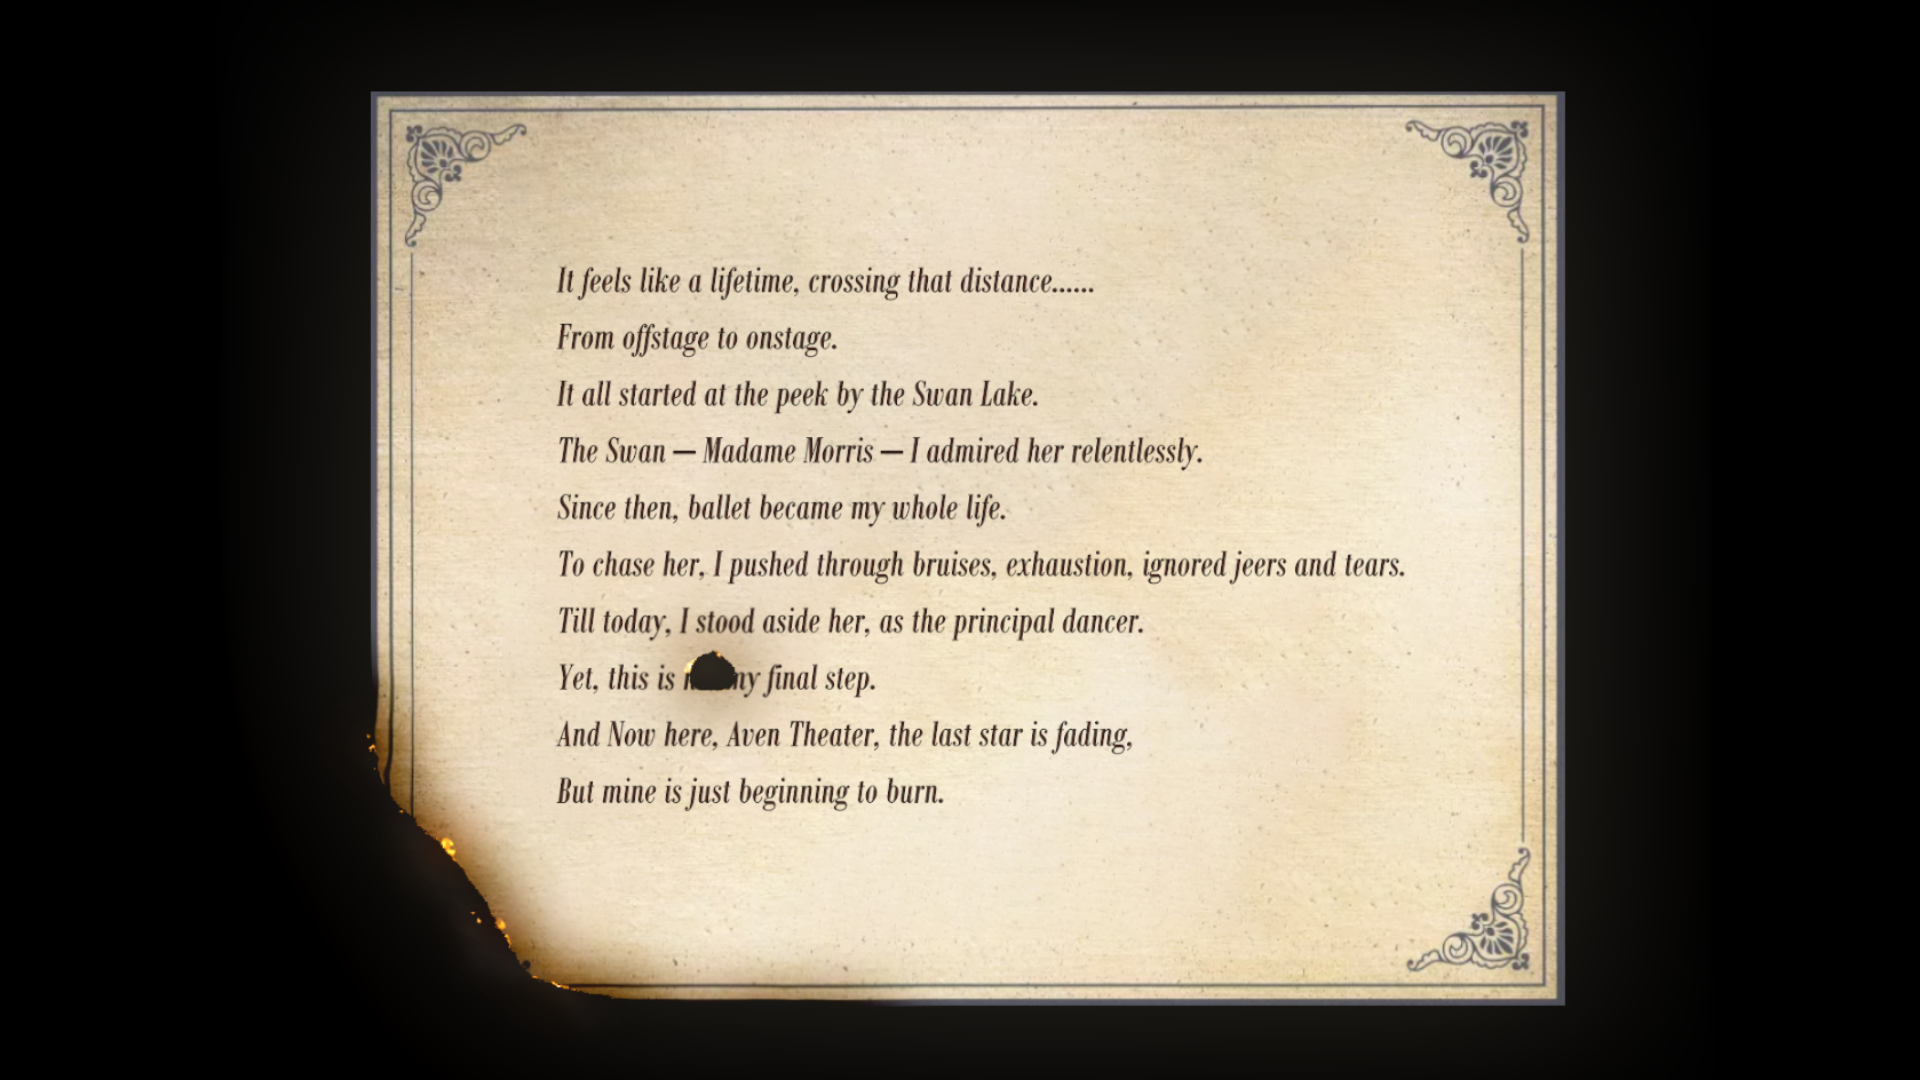 It feels like a lifetime, crossing that distance......
From offstage to onstage.
It all started at the peek by the Swan Lake.
The Swan — Madame Morris — I admired her relentlessly.
Since then, ballet became my whole life.
To chase her, I pushed through bruises, exhaustion, ignored jeers and tears.
Till today, I stood aside her, as the principal dancer.
Yet, this is my final step.
And Now here, Aven Theater, the last star is fading,
But mine is just beginning to burn.